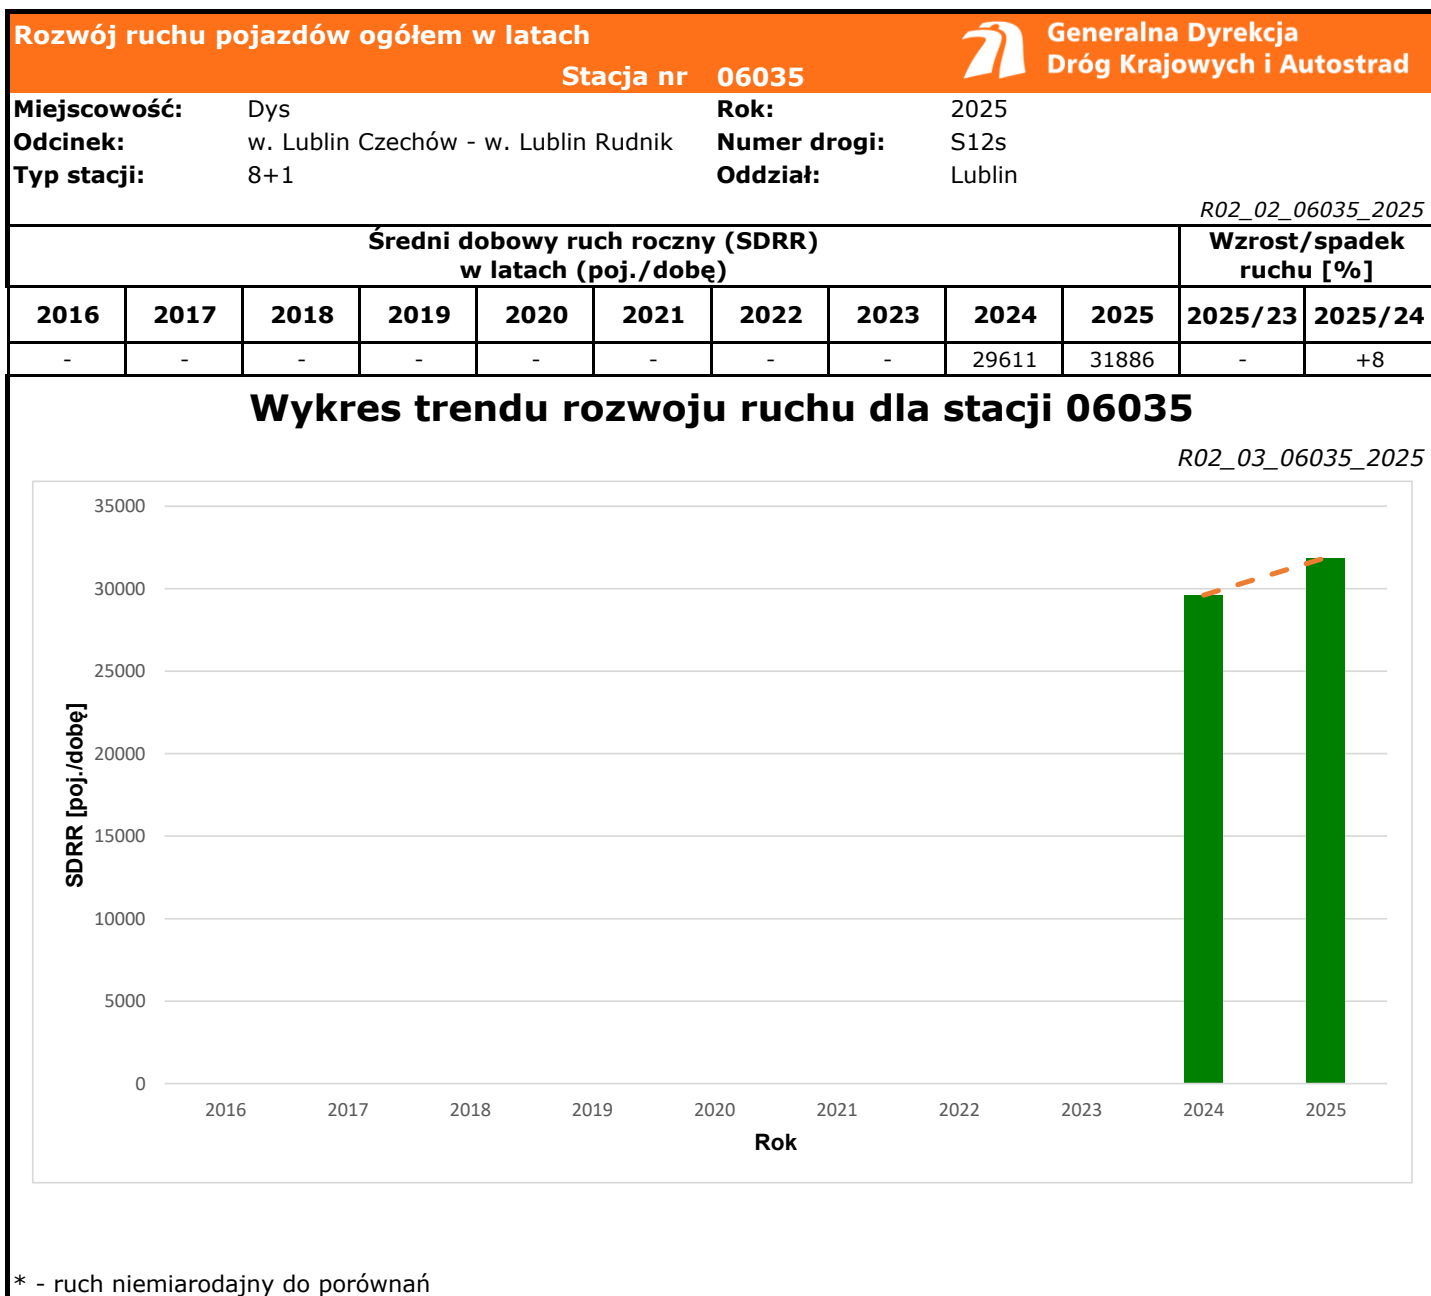 Rozwój ruchu pojazdów ogółem w latach
Generalna Dyrekcja
Dróg Krajowych i Autostrad
Stacja nr 06035
Miejscowość: Dys Rok: 2025
Odcinek: w. Lublin Czechów - w. Lublin Rudnik Numer drogi: S12s
Typ stacji: 8+1 Oddział: Lublin
R02_02_06035_2025
Średni dobowy ruch roczny (SDRR)
w latach (poj./dobę)
Wzrost/spadek
ruchu [%]
2016 2017 2018 2019 2020 2021 2022 2023 2024 2025 2025/23 2025/24
- - - - - - - - 29611 31886 - +8
Wykres trendu rozwoju ruchu dla stacji 06035
R02_03_06035_2025
35000
30000
25000
20000
15000
10000
5000
0
SDRR [poj./dobę]
2016 2017 2018 2019 2020 2021 2022 2023 2024 2025
Rok
* - ruch niemiarodajny do porównań